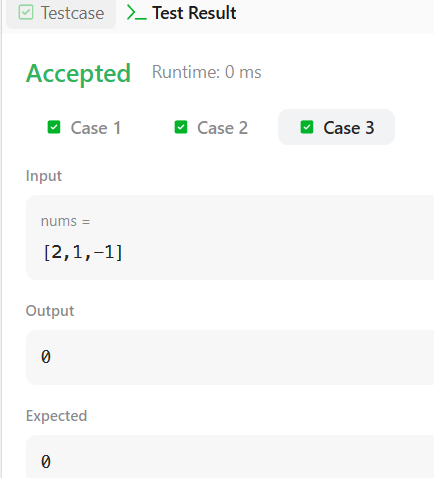 Testcase Test Result
Accepted Runtime: 0 ms
Case 1 Case 2 Case 3
Input
nums =
[2,1,-1]
Output
0
Expected
0